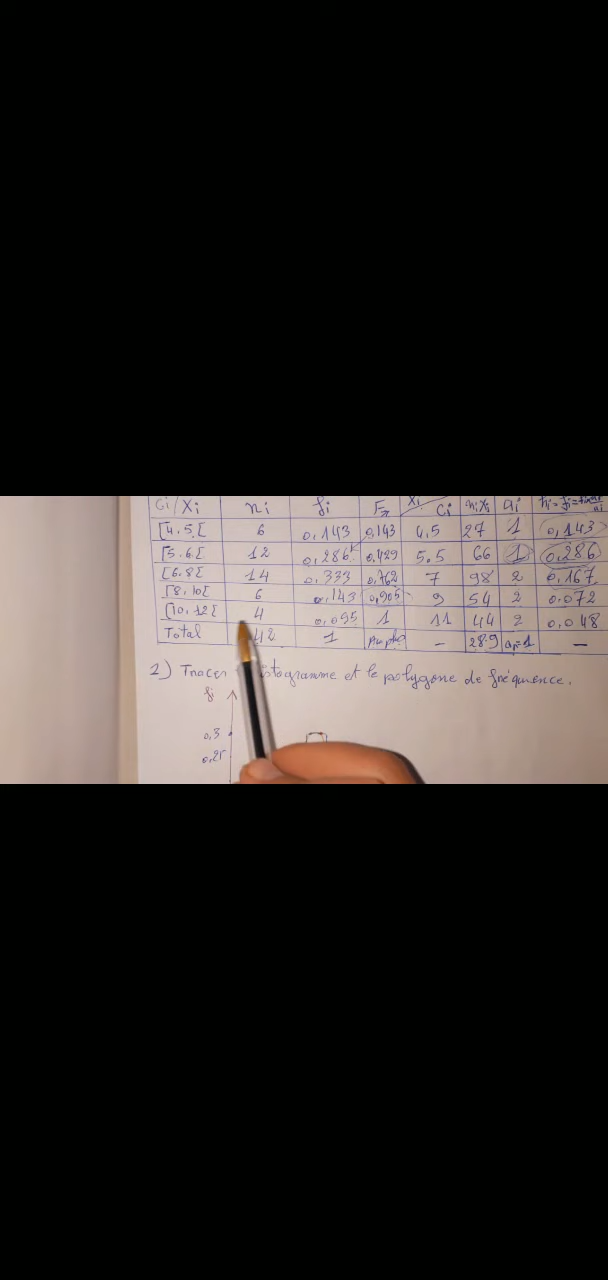 Ci/Xi ni fi F↗ Xi Ci nixi ai hi = fi
[4.5[ 6 0,143 0,143 4,5 27 1 0,143
[5.6[ 12 0,286 0,429 5.5 66 1 0,286
[6.8[ 14 0,333 0,762 7 98 2 0,167
[8,10[ 6 0,143 0,905 9 54 2 0,072
[10,12[ 4 0,095 1 11 44 2 0,048
Total 42 1 – 289 –
2) Tracer istogramme et le polygone de fréquence.
fi
0,3
0,25